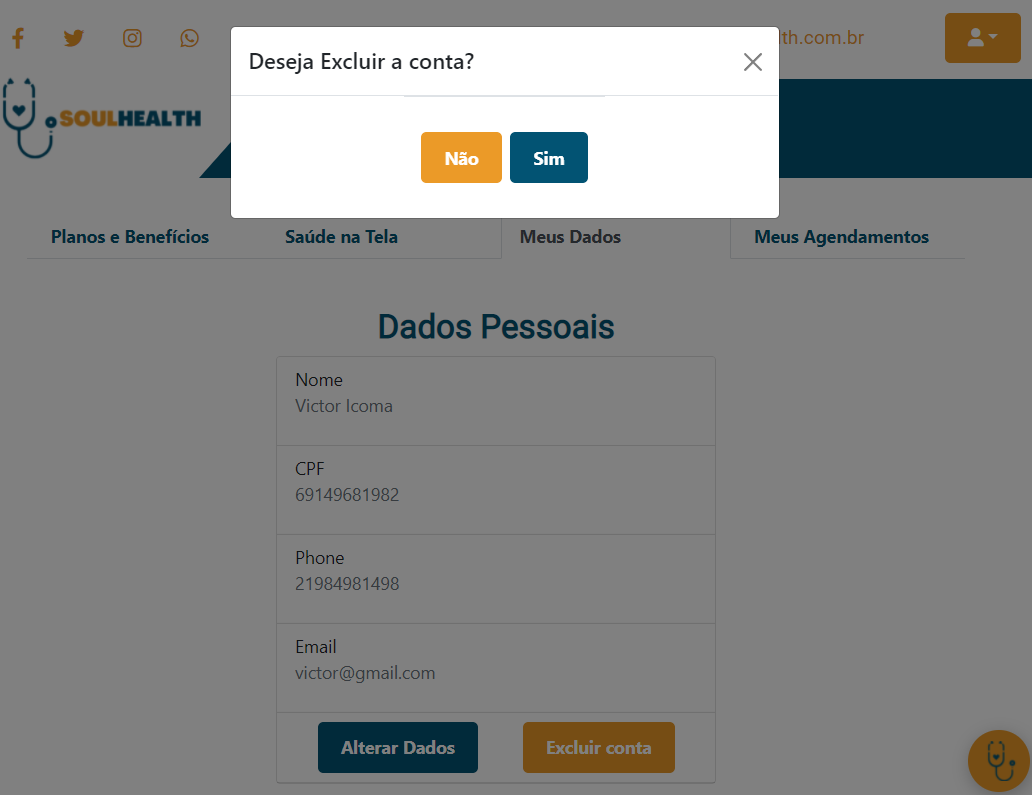 Deseja Excluir a conta?
lth.com.br
SOULHEALTH
Não
Sim
Planos e Benefícios
Saúde na Tela
Meus Dados
Meus Agendamentos
Dados Pessoais
Nome
Victor Icoma
CPF
69149681982
Phone
21984981498
Email
victor@gmail.com
Alterar Dados
Excluir conta